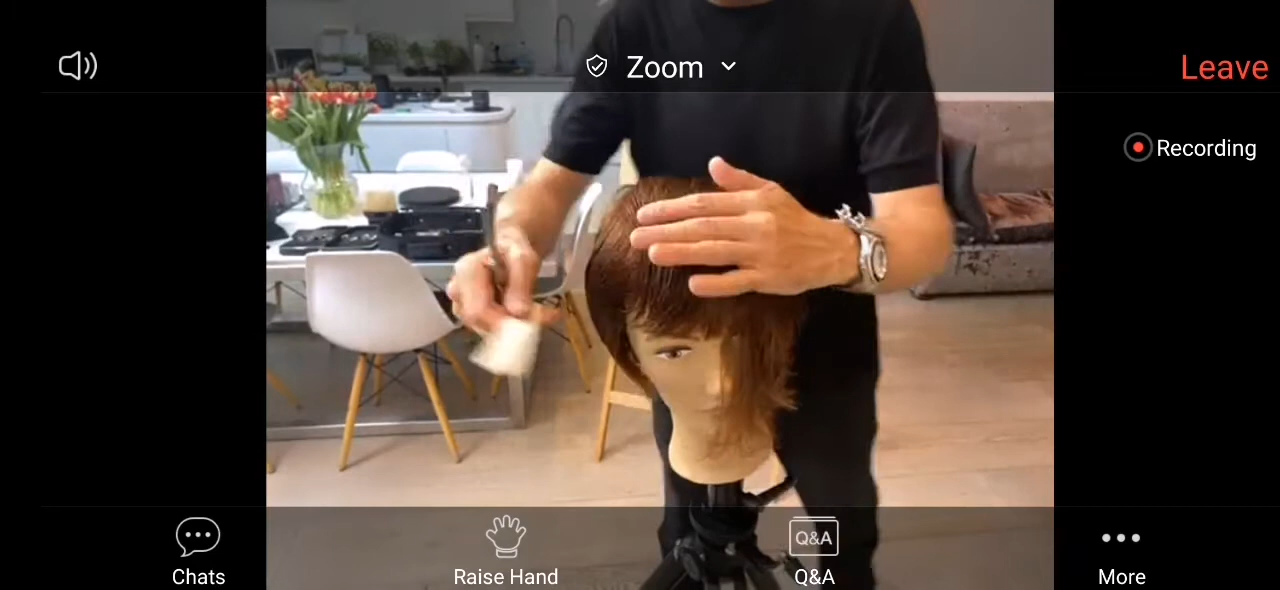 Zoom
Leave
Recording
Q&A
Chats
Raise Hand
Q&A
More